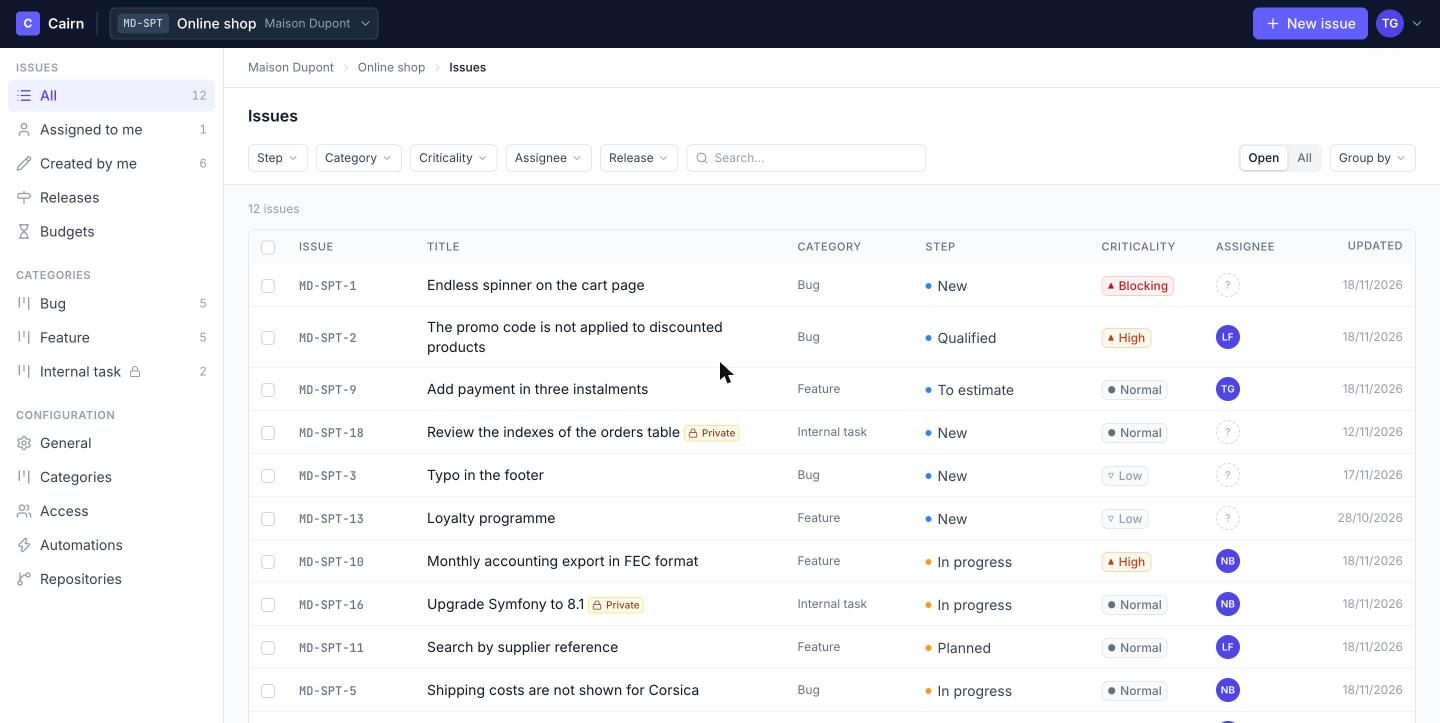 C Cairn MD-SPT Online shop Maison Dupont New issue TG
ISSUES
All 12
Assigned to me 1
Created by me 6
Releases
Budgets
CATEGORIES
Bug 5
Feature 5
Internal task 2
CONFIGURATION
General
Categories
Access
Automations
Repositories
Maison Dupont Online shop Issues
Issues
Step Category Criticality Assignee Release Search... Open All Group by
12 issues
ISSUE TITLE CATEGORY STEP CRITICALITY ASSIGNEE UPDATED
MD-SPT-1 Endless spinner on the cart page Bug New Blocking ? 18/11/2026
MD-SPT-2 The promo code is not applied to discounted
products Bug Qualified High LF 18/11/2026
MD-SPT-9 Add payment in three instalments Feature To estimate Normal TG 18/11/2026
MD-SPT-18 Review the indexes of the orders table Private Internal task New Normal ? 12/11/2026
MD-SPT-3 Typo in the footer Bug New Low ? 17/11/2026
MD-SPT-13 Loyalty programme Feature New Low ? 28/10/2026
MD-SPT-10 Monthly accounting export in FEC format Feature In progress High NB 18/11/2026
MD-SPT-16 Upgrade Symfony to 8.1 Private Internal task In progress Normal NB 18/11/2026
MD-SPT-11 Search by supplier reference Feature Planned Normal LF 18/11/2026
MD-SPT-5 Shipping costs are not shown for Corsica Bug In progress Normal NB 18/11/2026